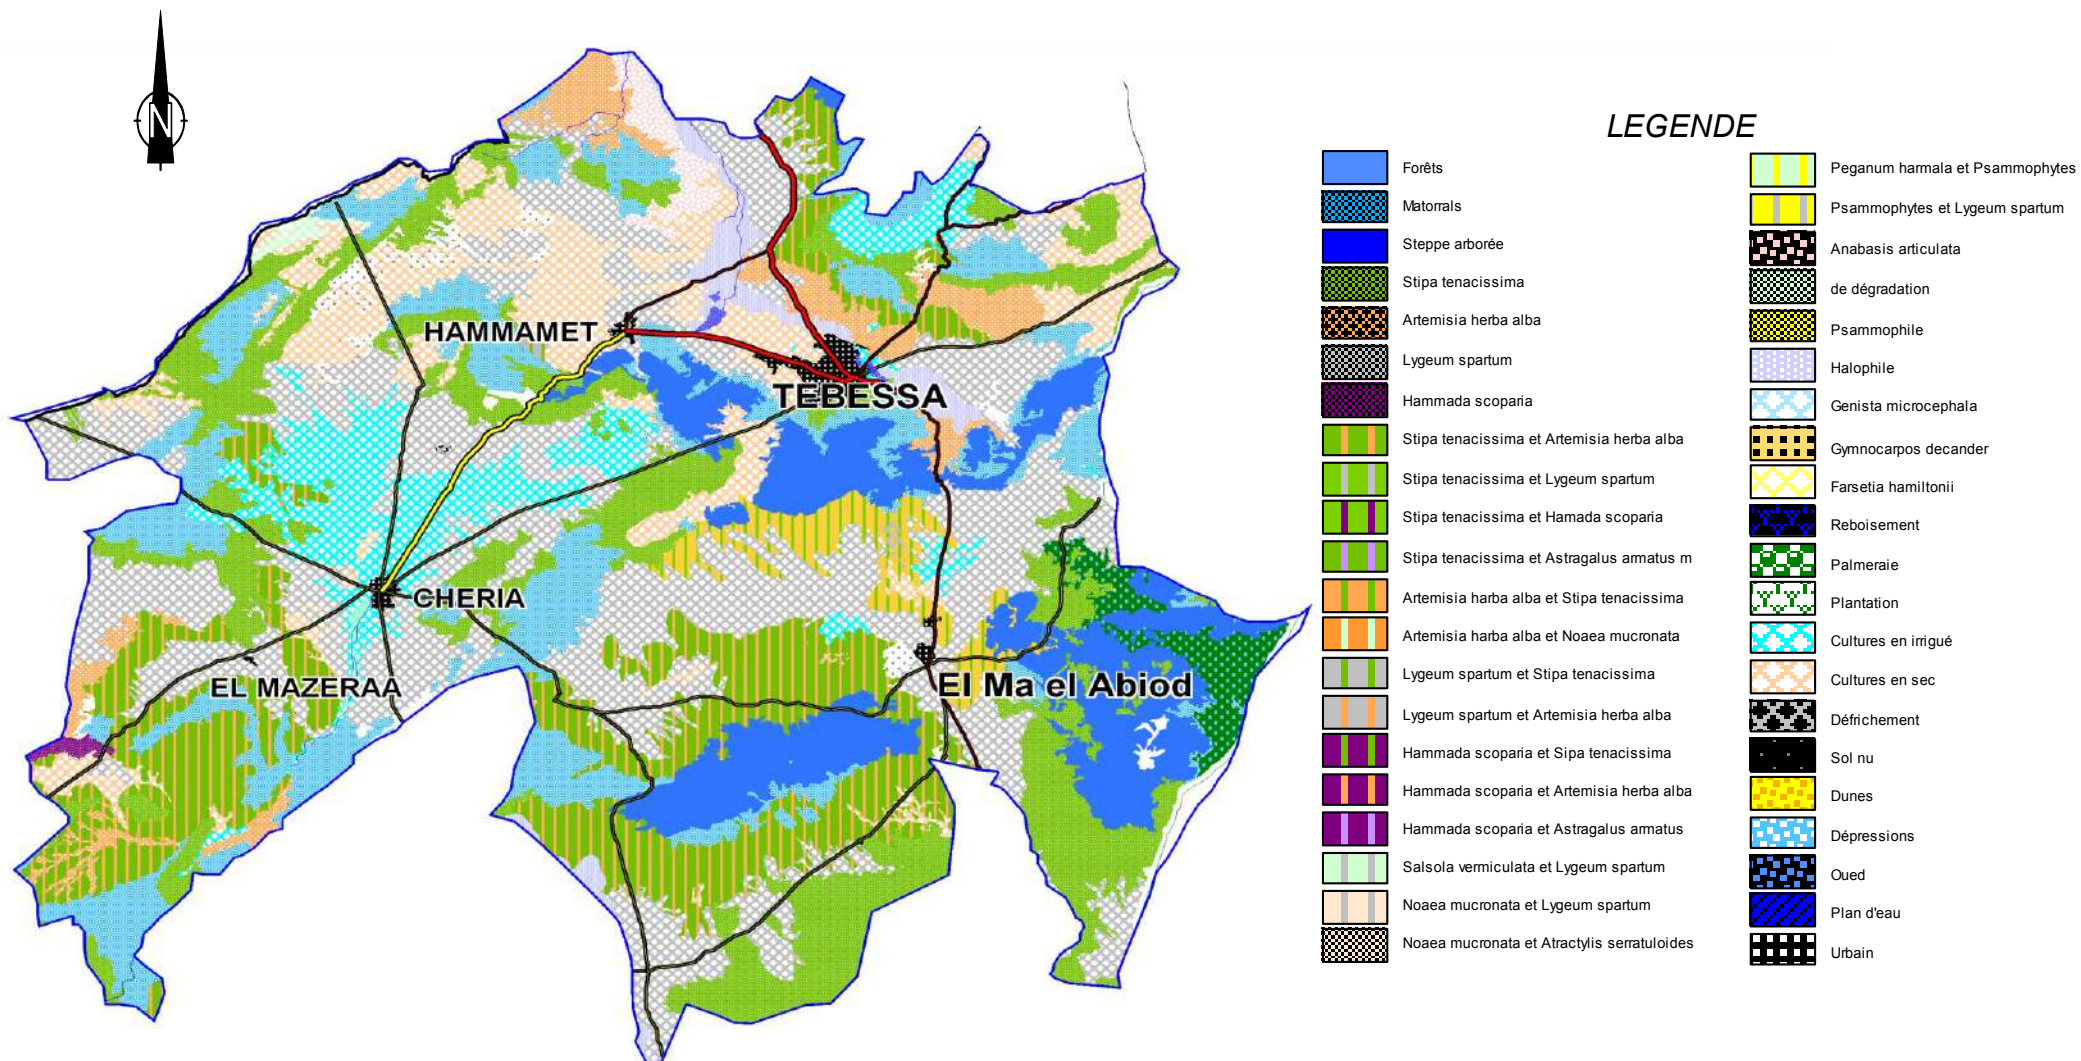 N
HAMMAMET
TEBESSA
CHERIA
EL MAZERAA
El Ma el Abiod
LEGENDE
Forêts
Matorrals
Steppe arborée
Stipa tenacissima
Artemisia herba alba
Lygeum spartum
Hammada scoparia
Stipa tenacissima et Artemisia herba alba
Stipa tenacissima et Lygeum spartum
Stipa tenacissima et Hamada scoparia
Stipa tenacissima et Astragalus armatus m
Artemisia harba alba et Stipa tenacissima
Artemisia harba alba et Noaea mucronata
Lygeum spartum et Stipa tenacissima
Lygeum spartum et Artemisia herba alba
Hammada scoparia et Sipa tenacissima
Hammada scoparia et Artemisia herba alba
Hammada scoparia et Astragalus armatus
Salsola vermiculata et Lygeum spartum
Noaea mucronata et Lygeum spartum
Noaea mucronata et Atractylis serratuloides
Peganum harmala et Psammophytes
Psammophytes et Lygeum spartum
Anabasis articulata
de dégradation
Psammophile
Halophile
Genista microcephala
Gymnocarpos decander
Farsetia hamiltonii
Reboisement
Palmeraie
Plantation
Cultures en irrigué
Cultures en sec
Défrichement
Sol nu
Dunes
Dépressions
Oued
Plan d'eau
Urbain